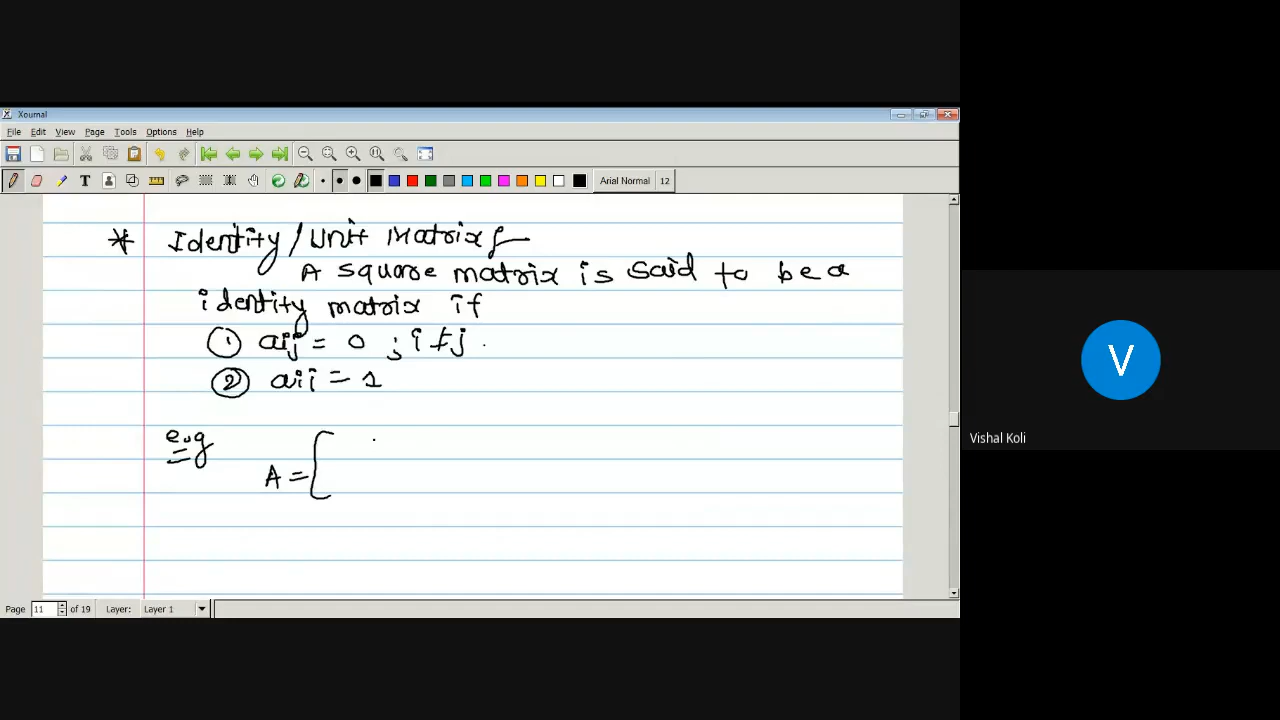 Xournal
File Edit View Page Tools Options Help
T Arial Normal 12
* Identity/Unit Matrix
A square matrix is said to be a
identity matrix if
① aij = 0 ; i ≠ j
② aii = 1
e.g
A = [
V
Vishal Koli
Page 11 of 19 Layer: Layer 1